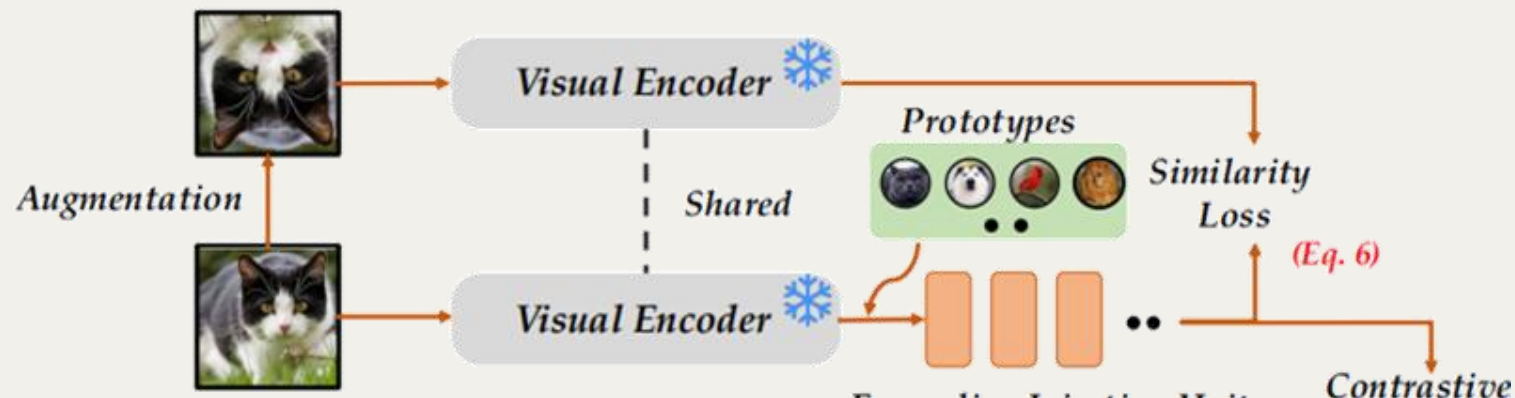 Visual Encoder
Prototypes
Augmentation
Shared
Similarity
Loss
(Eq. 6)
Visual Encoder
Contrastive